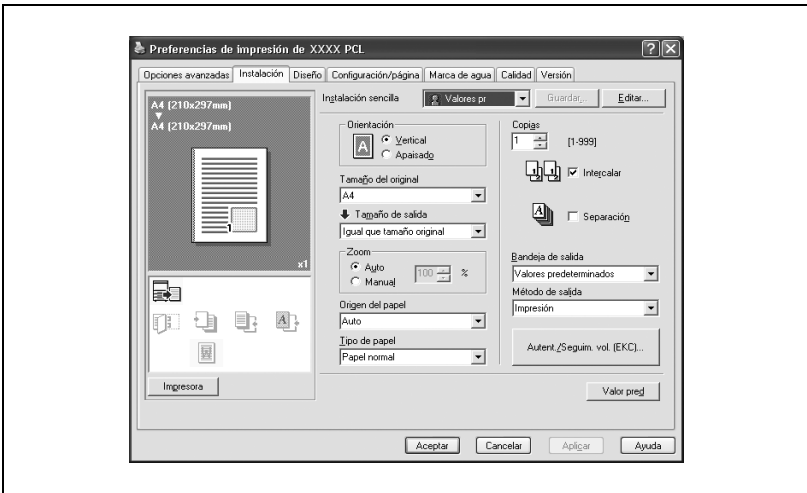 Preferencias de impresión de XXXX PCL
Opciones avanzadas Instalación Diseño Configuración/página Marca de agua Calidad Versión
A4 (210x297mm)
A4 (210x297mm)
1
x1
Impresora
Instalación sencilla Valores pr Guardar... Editar...
Orientación
A
Vertical
Apaisado
Tamaño del original
A4
Tamaño de salida
Igual que tamaño original
Zoom
Auto
Manual
100 %
Origen del papel
Auto
Tipo de papel
Papel normal
Copias
1 [1-999]
Intercalar
Separación
Bandeja de salida
Valores predeterminados
Método de salida
Impresión
Autent./Seguim. vol. (EKC)...
Valor pred
Aceptar Cancelar Aplicar Ayuda